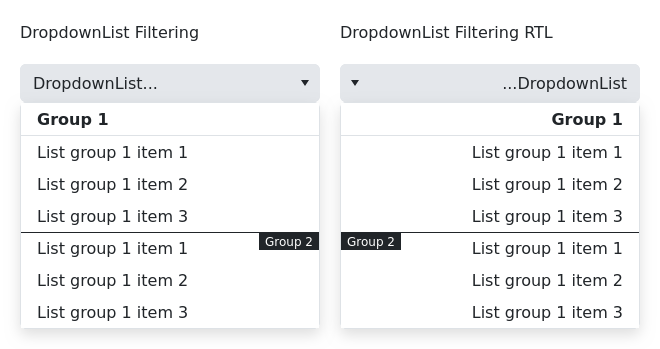 DropdownList Filtering
DropdownList...
Group 1
List group 1 item 1
List group 1 item 2
List group 1 item 3
Group 2
List group 1 item 1
List group 1 item 2
List group 1 item 3
DropdownList Filtering RTL
...DropdownList
Group 1
List group 1 item 1
List group 1 item 2
List group 1 item 3
Group 2
List group 1 item 1
List group 1 item 2
List group 1 item 3